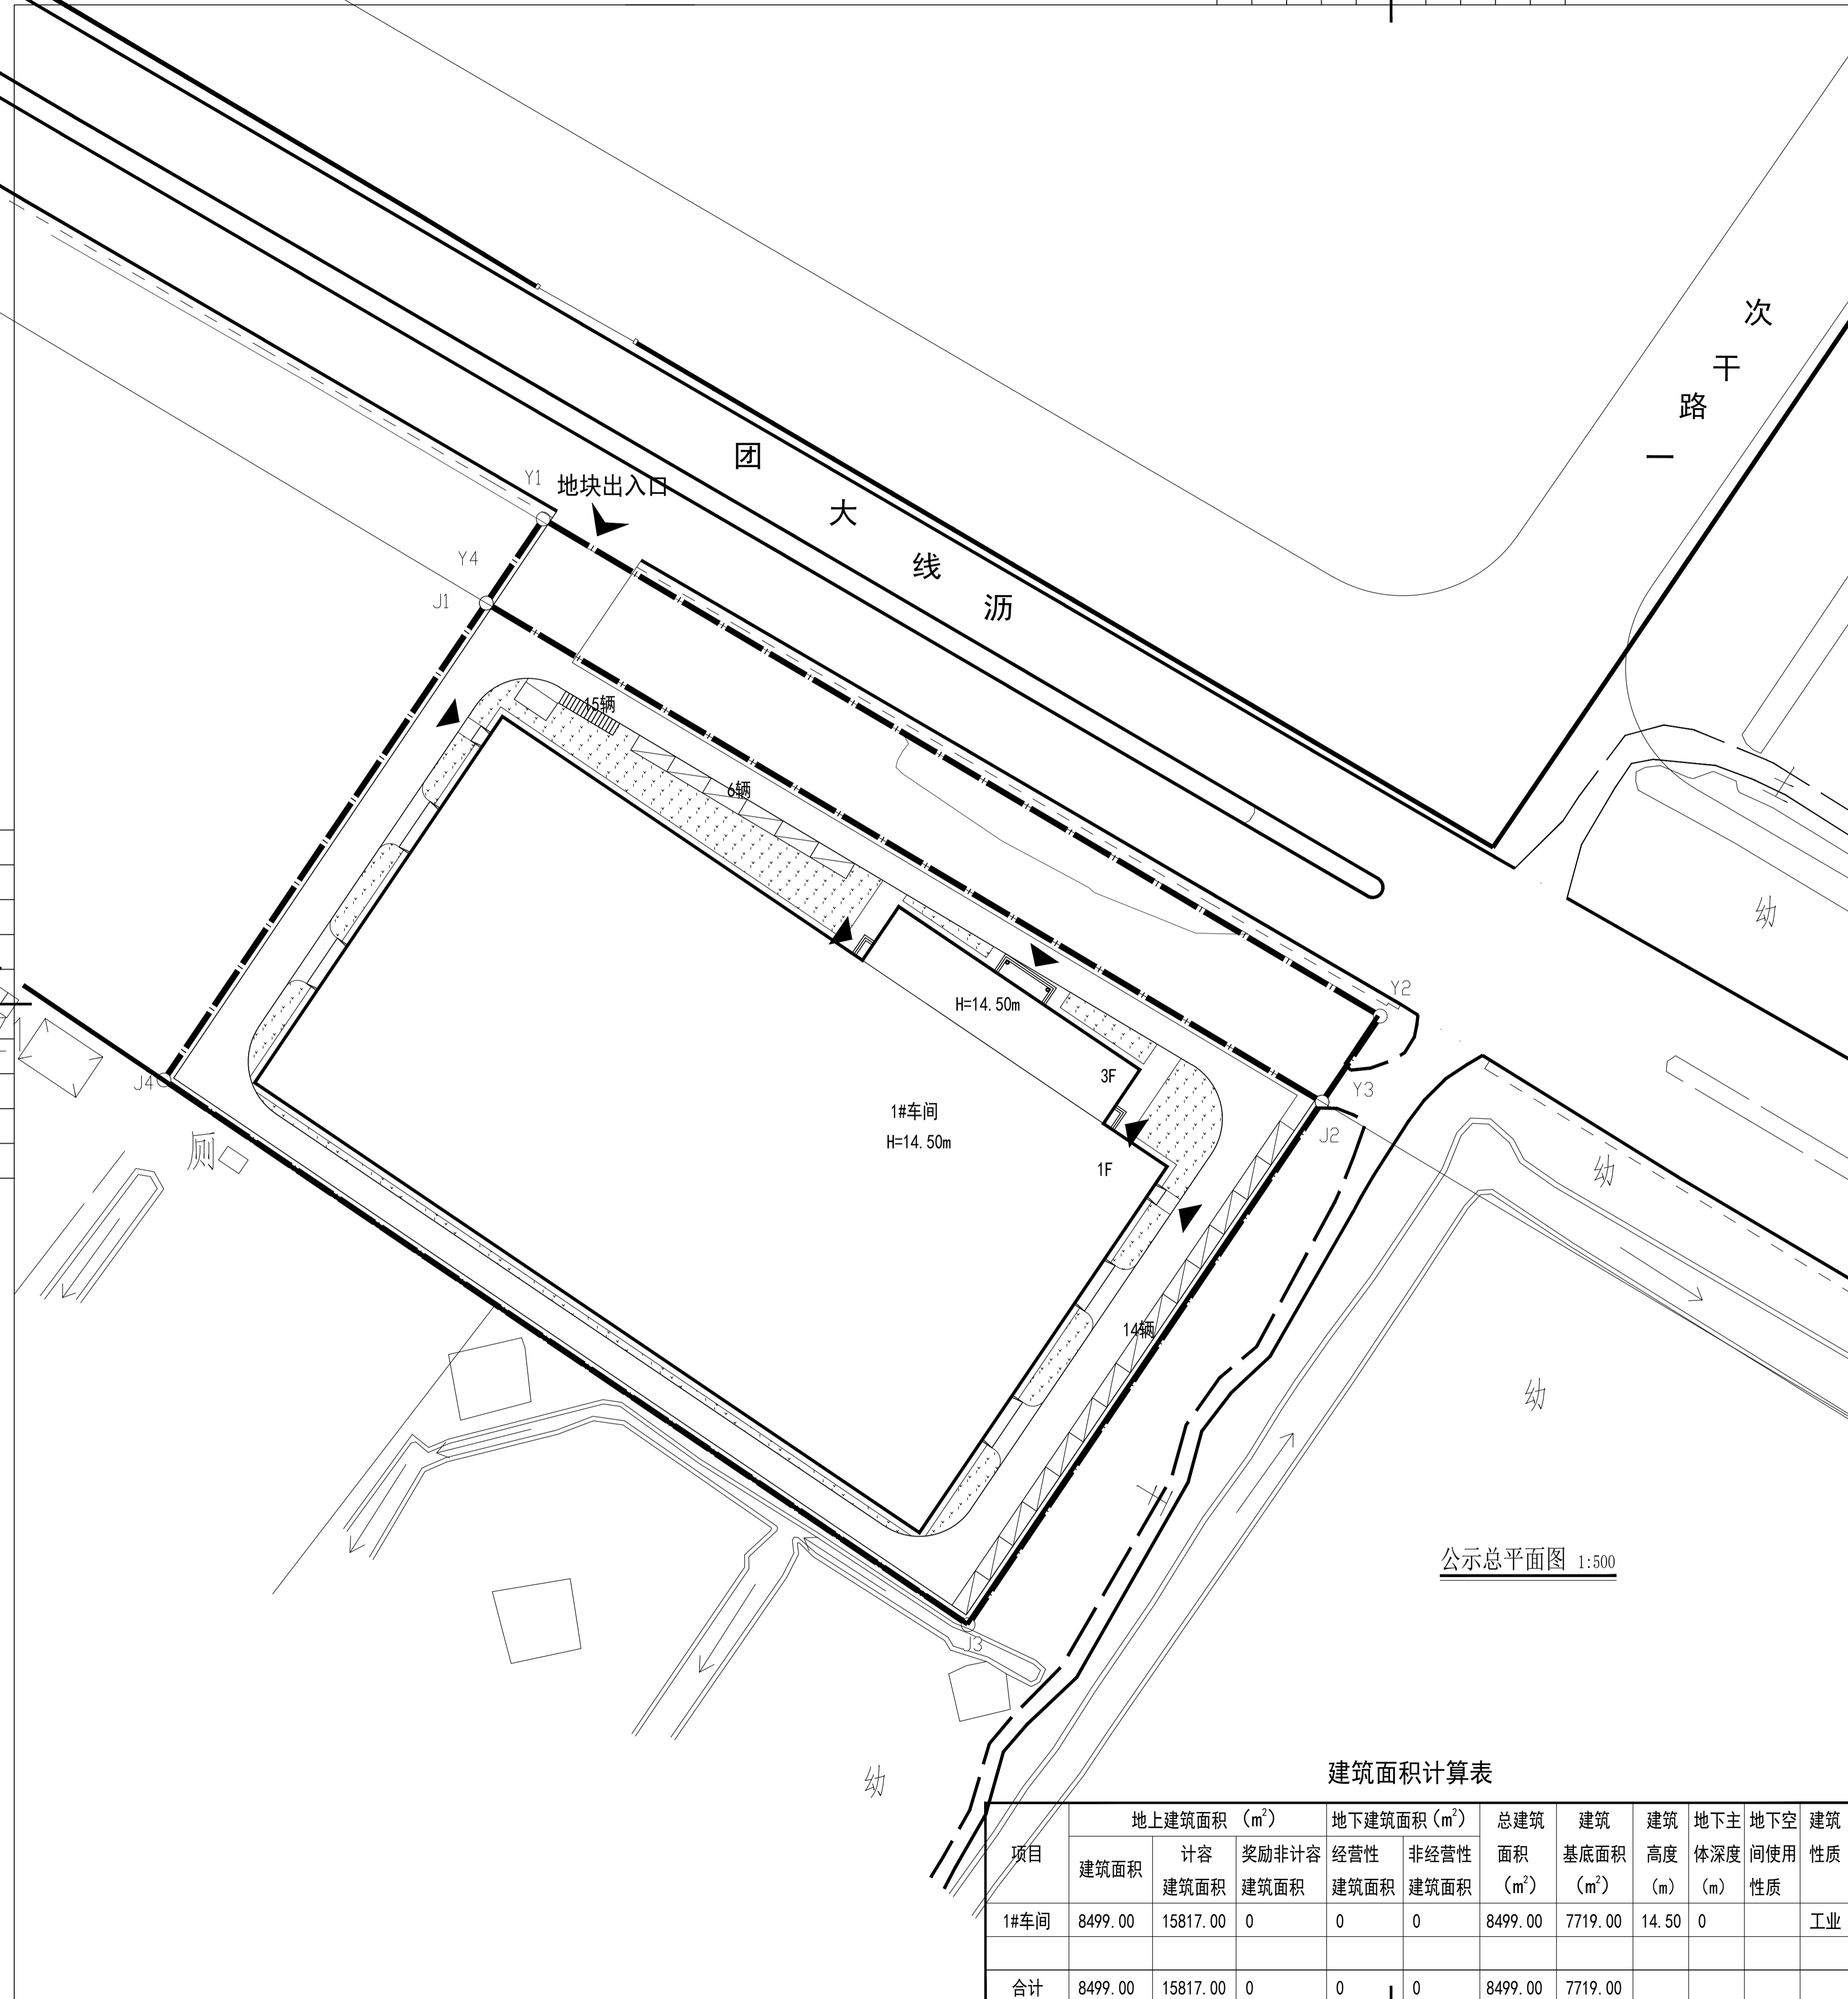 次
干
路
一
团
大
线
沥
Y1
地块出入口
Y4
J1
15辆
6辆
幼
Y2
H=14.50m
3F
Y3
J4
1#车间
J2
H=14.50m
厕
1F
幼
14辆
幼
公示总平面图 1:500
J3
幼
建筑面积计算表
项目 地上建筑面积 (m²) 地下建筑面积(m²) 总建筑面积(m²) 建筑基底面积(m²) 建筑高度(m) 地下主体深度(m) 地下空间使用性质 建筑性质
建筑面积 计容建筑面积 奖励非计容建筑面积 经营性建筑面积 非经营性建筑面积
1#车间 8499.00 15817.00 0 0 0 8499.00 7719.00 14.50 0 工业
合计 8499.00 15817.00 0 0 0 8499.00 7719.00